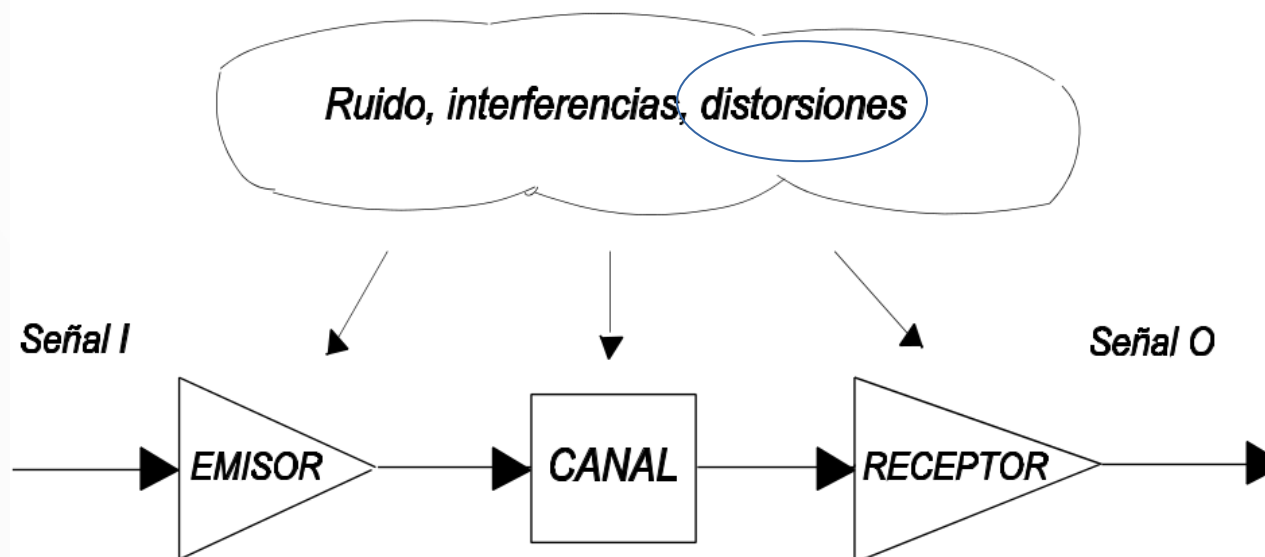 Ruido, interferencias, distorsiones
Señal I
Señal O
EMISOR
CANAL
RECEPTOR